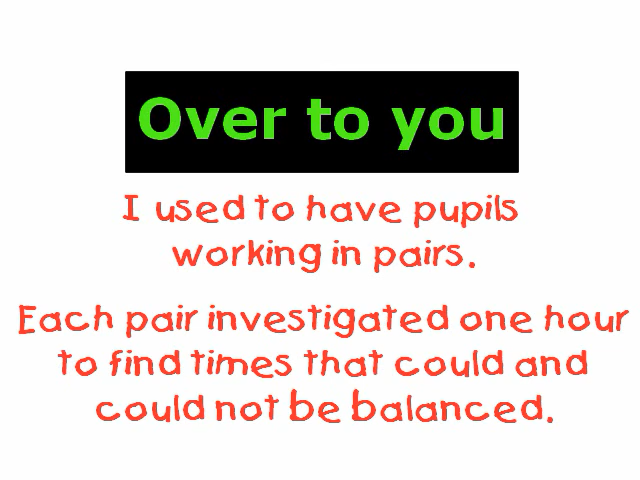 Over to you
I used to have pupils
working in pairs.
Each pair investigated one hour
to find times that could and
could not be balanced.